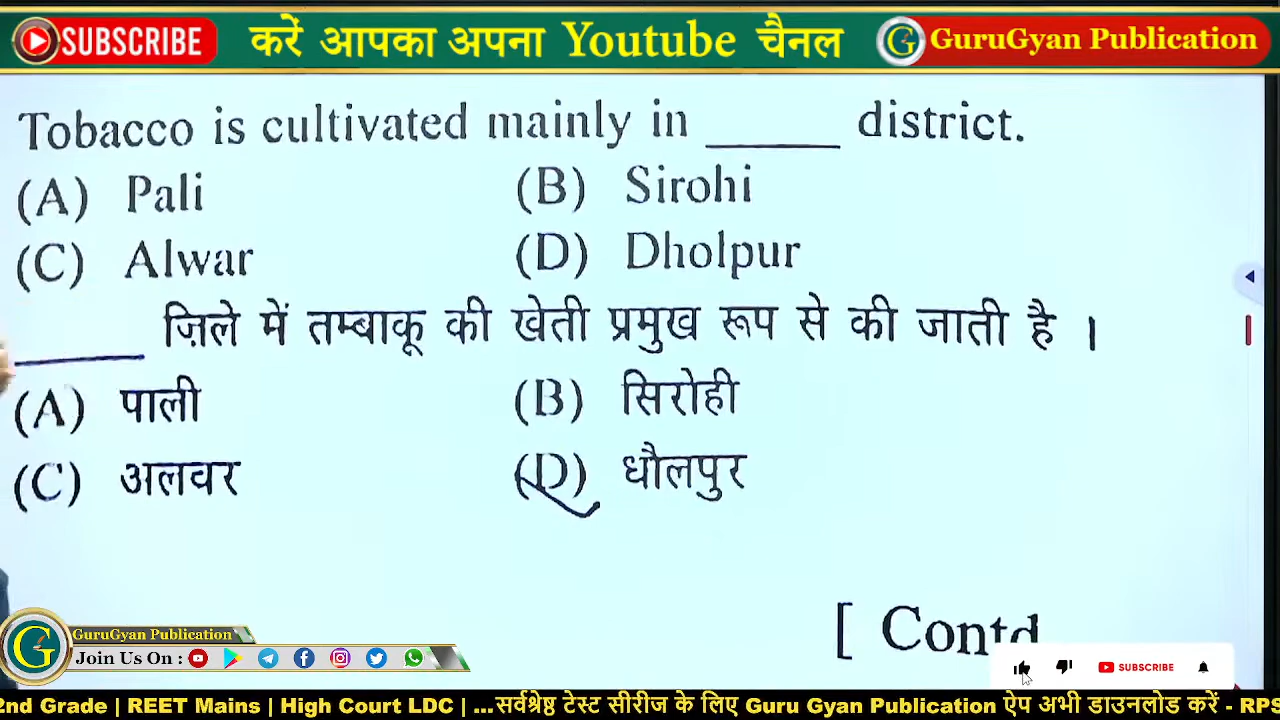 SUBSCRIBE करें आपका अपना Youtube चैनल GuruGyan Publication
Tobacco is cultivated mainly in ______ district.
(A) Pali (B) Sirohi
(C) Alwar (D) Dholpur
______ ज़िले में तम्बाकू की खेती प्रमुख रूप से की जाती है ।
(A) पाली (B) सिरोही
(C) अलवर (D) धौलपुर
[ Contd
GuruGyan Publication
Join Us On :
SUBSCRIBE
2nd Grade | REET Mains | High Court LDC | ...सर्वश्रेष्ठ टेस्ट सीरीज के लिए Guru Gyan Publication ऐप अभी डाउनलोड करें - RPS